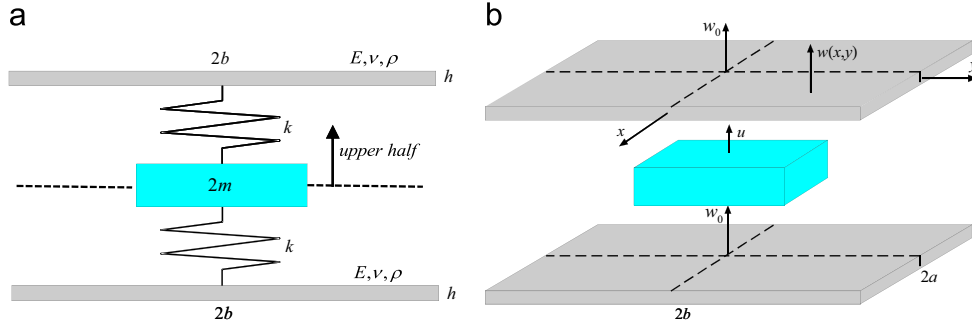 a
2b
E,ν,ρ
h
k
upper half
2m
k
E,ν,ρ
h
2b
b
w₀
w(x,y)
y
x
u
w₀
2a
2b